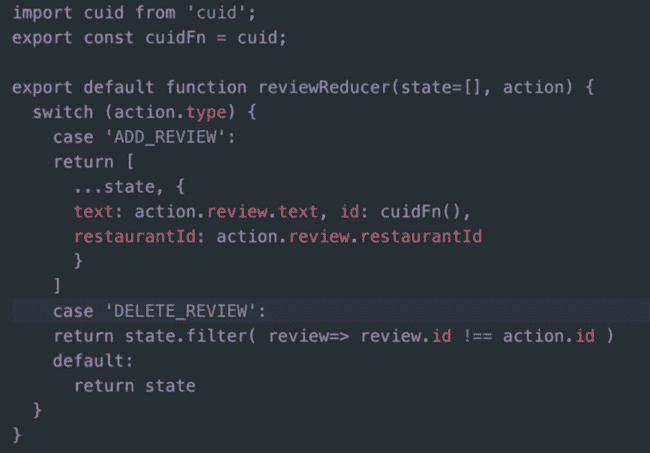 import cuid from 'cuid';
export const cuidFn = cuid;

export default function reviewReducer(state=[], action) {
  switch (action.type) {
    case 'ADD_REVIEW':
    return [
      ...state, {
      text: action.review.text, id: cuidFn(),
      restaurantId: action.review.restaurantId
      }
    ]
    case 'DELETE_REVIEW':
    return state.filter( review=> review.id !== action.id )
    default:
      return state
  }
}